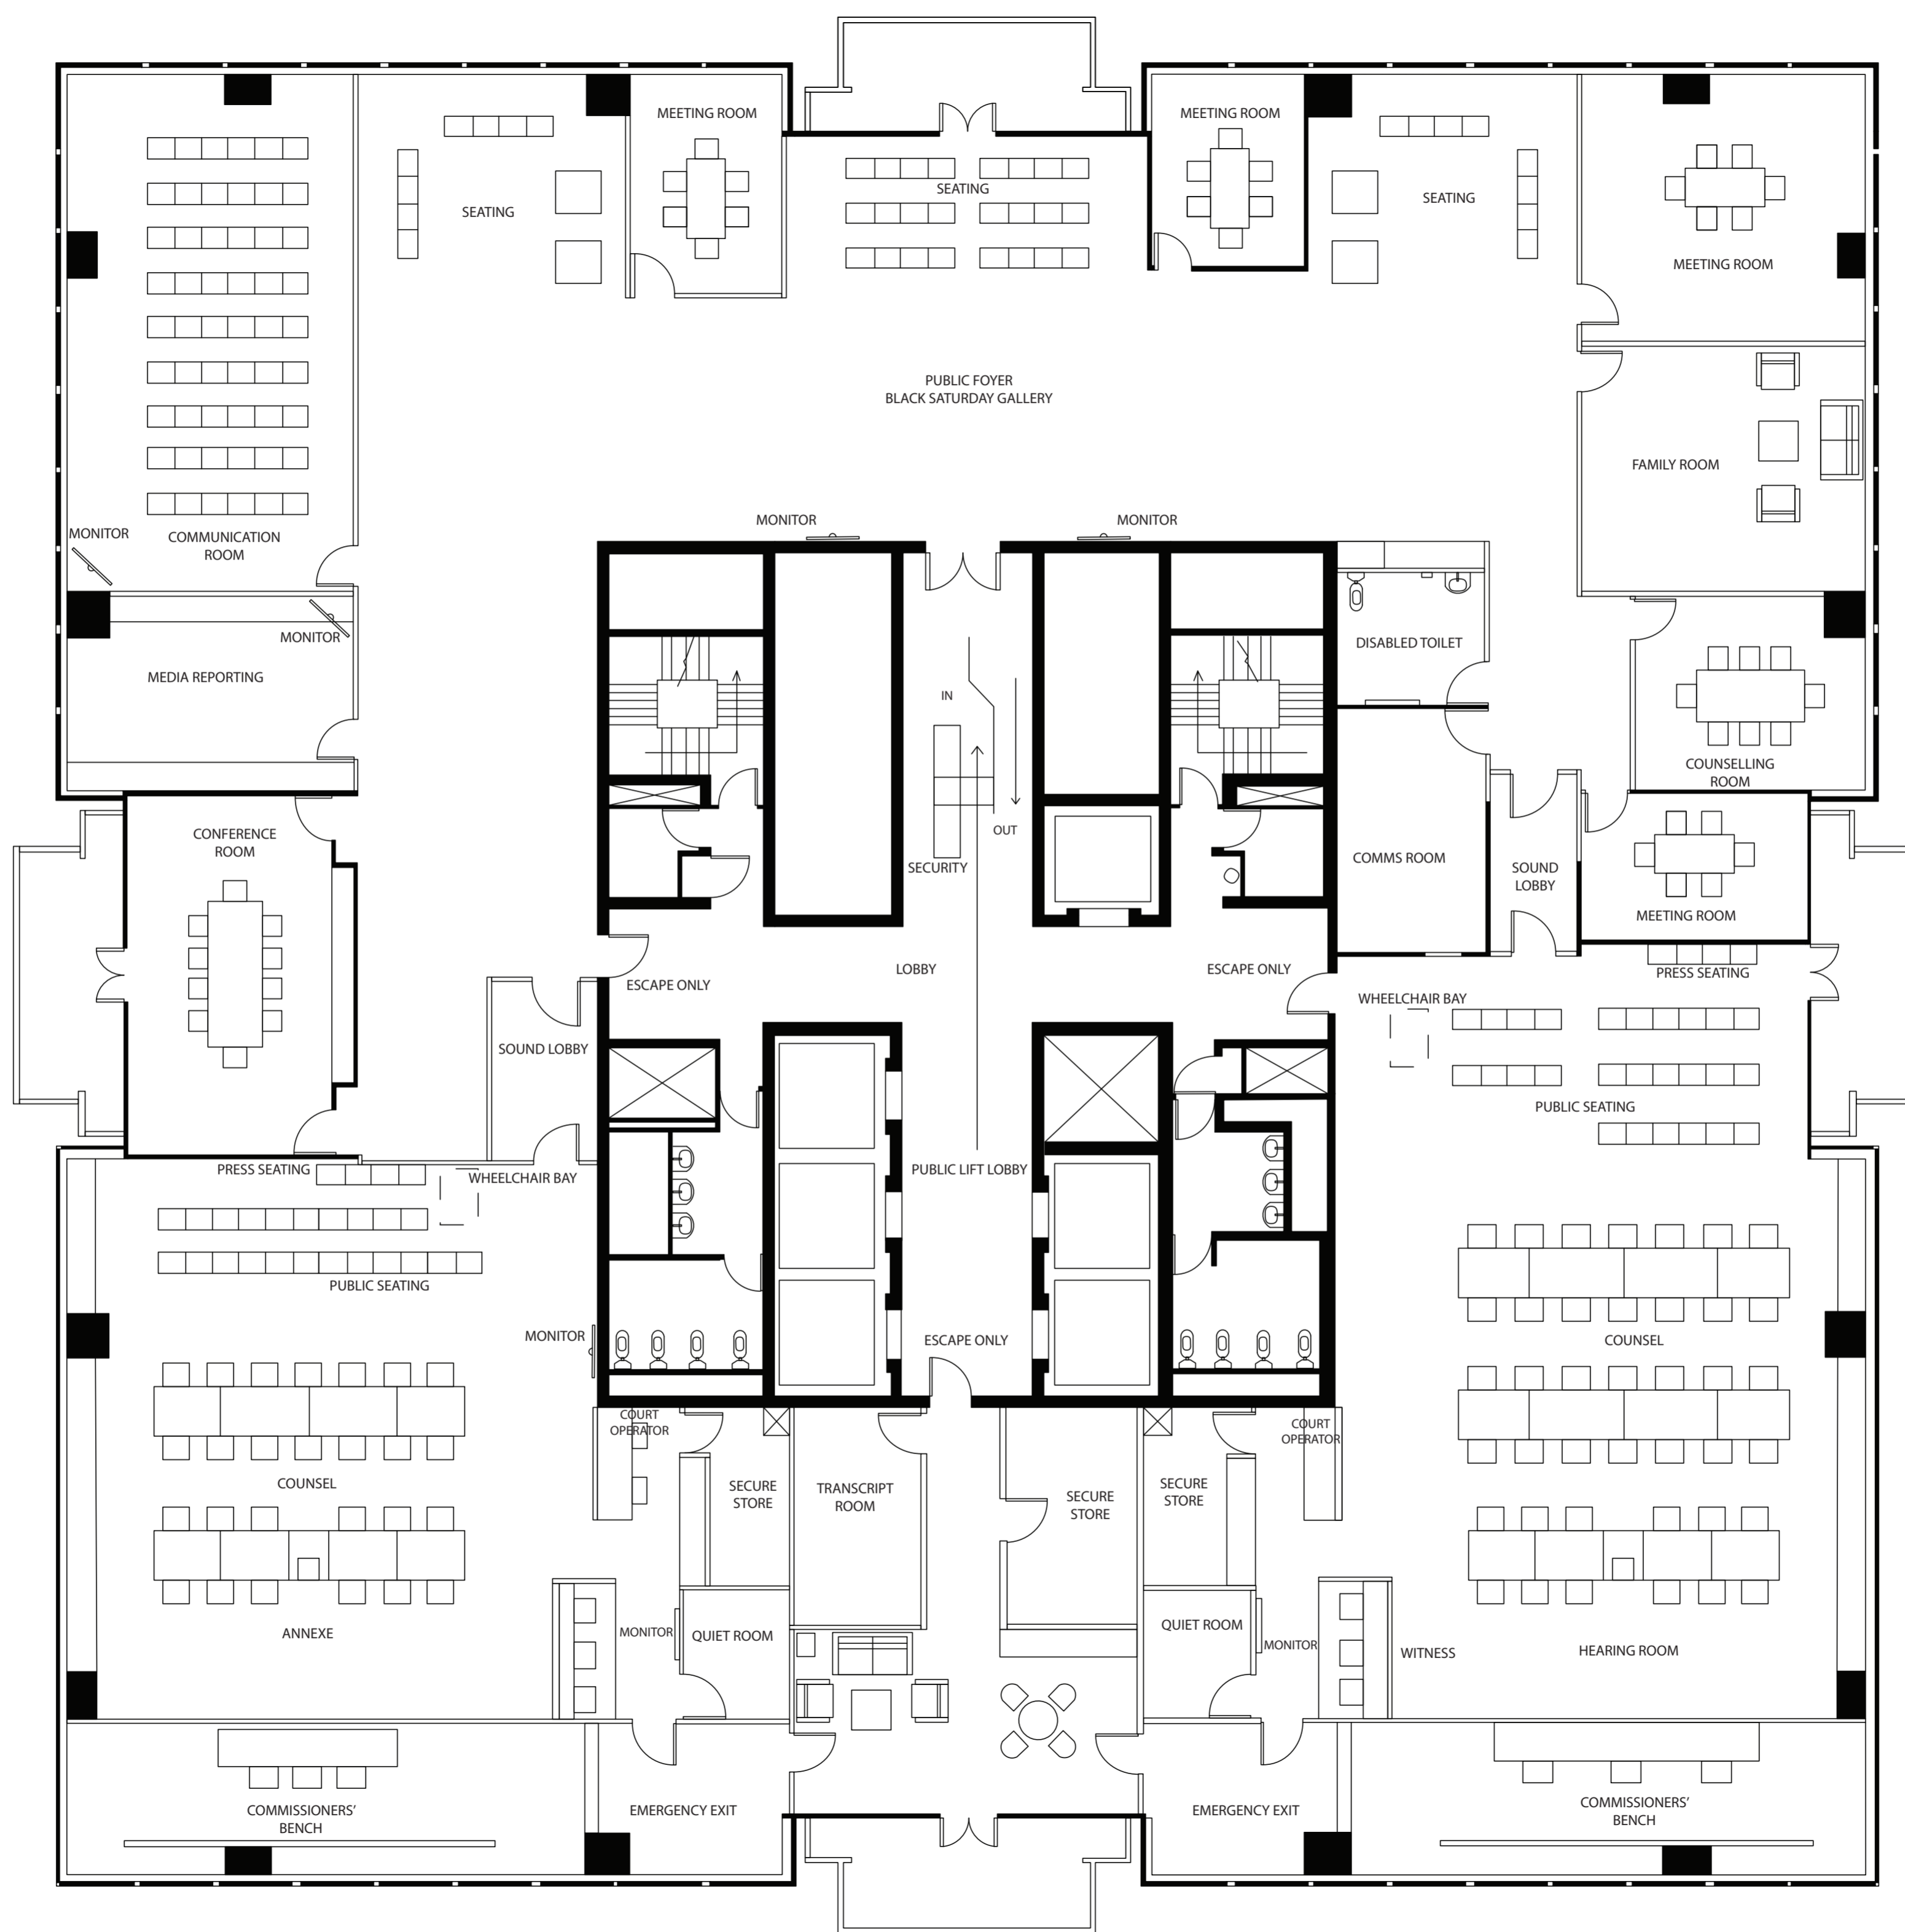 MEETING ROOM
MEETING ROOM
SEATING
SEATING
SEATING
MEETING ROOM
PUBLIC FOYER
BLACK SATURDAY GALLERY
FAMILY ROOM
MONITOR
MONITOR
MONITOR
COMMUNICATION
ROOM
MONITOR
MEDIA REPORTING
DISABLED TOILET
IN
COUNSELLING
ROOM
CONFERENCE
ROOM
OUT
SECURITY
COMMS ROOM
SOUND
LOBBY
MEETING ROOM
LOBBY
ESCAPE ONLY
ESCAPE ONLY
PRESS SEATING
WHEELCHAIR BAY
SOUND LOBBY
PUBLIC SEATING
PRESS SEATING
WHEELCHAIR BAY
PUBLIC LIFT LOBBY
PUBLIC SEATING
MONITOR
ESCAPE ONLY
COUNSEL
COURT
OPERATOR
COURT
OPERATOR
COUNSEL
SECURE
STORE
TRANSCRIPT
ROOM
SECURE
STORE
SECURE
STORE
ANNEXE
MONITOR
QUIET ROOM
QUIET ROOM
MONITOR
WITNESS
HEARING ROOM
COMMISSIONERS’
BENCH
EMERGENCY EXIT
EMERGENCY EXIT
COMMISSIONERS’
BENCH